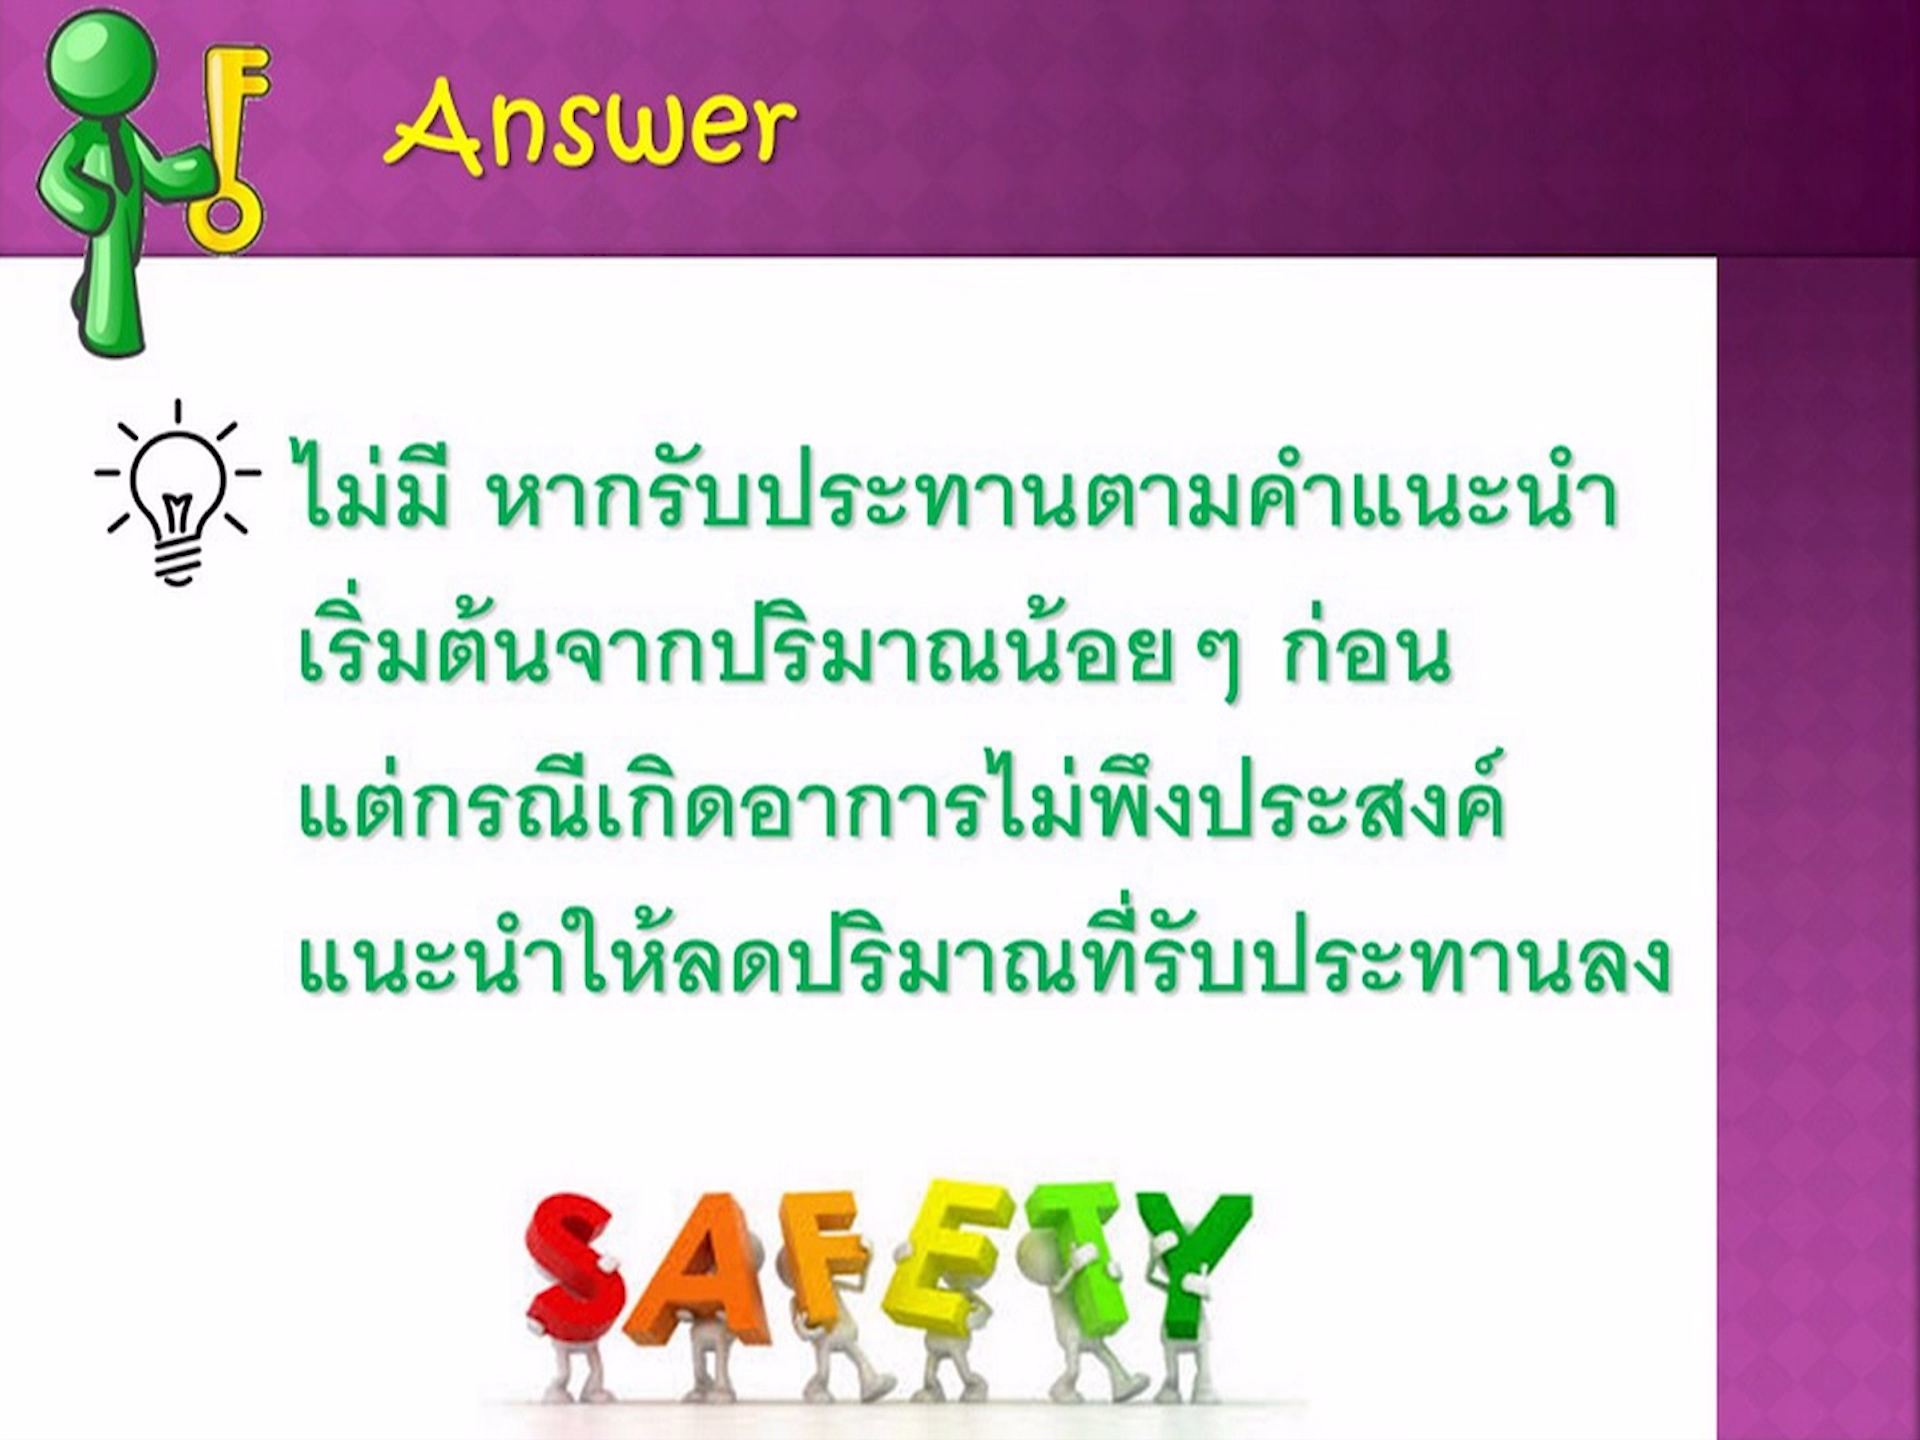 Answer
ไม่มี หากรับประทานตามคำแนะนำ
เริ่มต้นจากปริมาณน้อยๆ ก่อน
แต่กรณีเกิดอาการไม่พึงประสงค์
แนะนำให้ลดปริมาณที่รับประทานลง
SAFETY